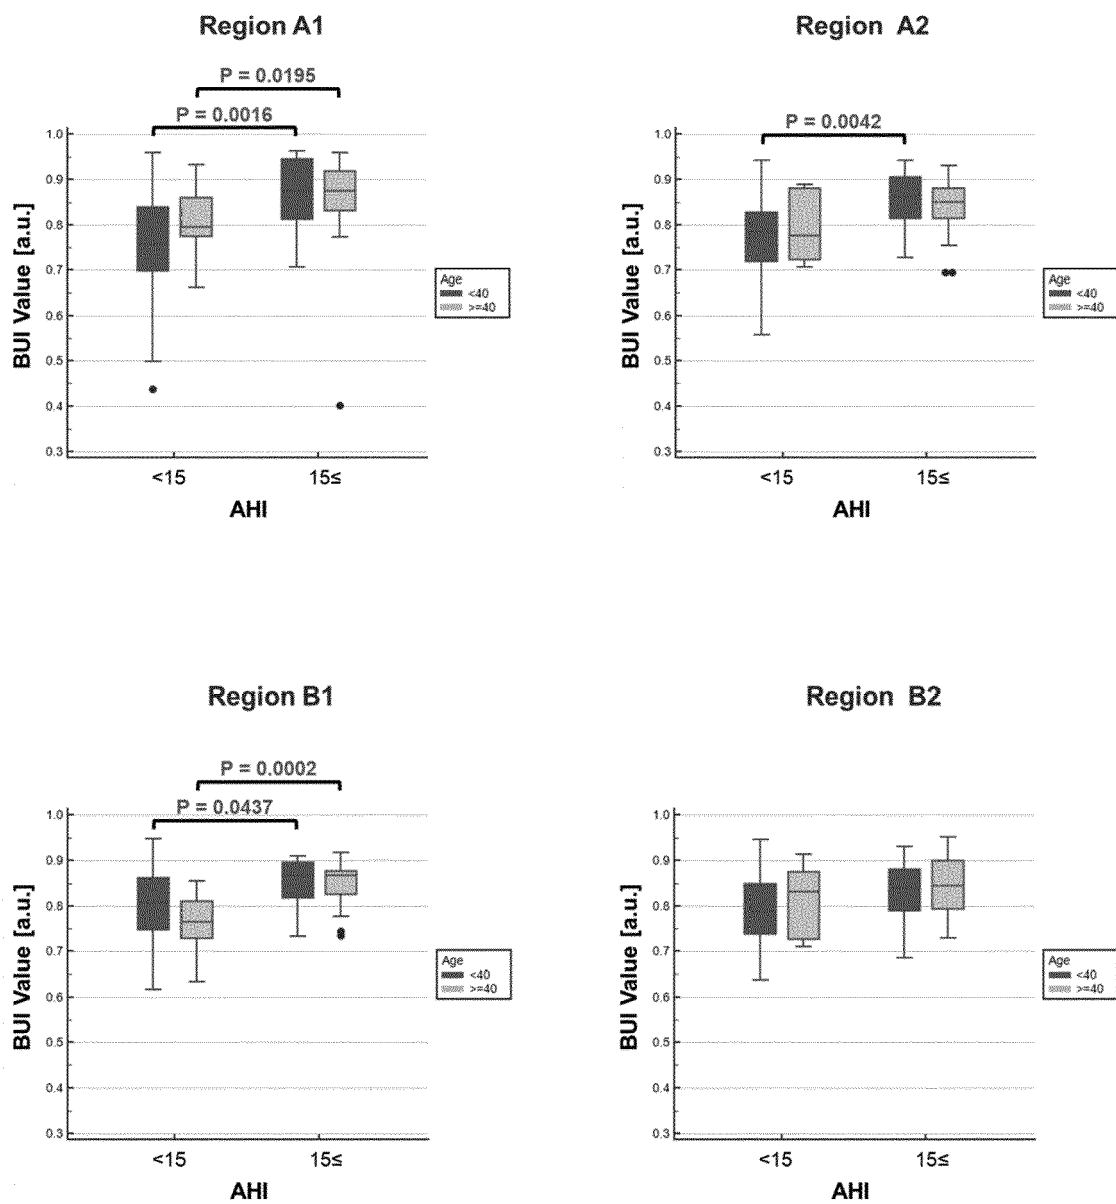 Region A1
P = 0.0195
P = 0.0016
1.0
0.9
0.8
0.7
0.6
0.5
0.4
0.3
BUI Value [a.u.]
<15
15≤
AHI
Age
<40
>=40
Region A2
P = 0.0042
1.0
0.9
0.8
0.7
0.6
0.5
0.4
0.3
BUI Value [a.u.]
<15
15≤
AHI
Age
<40
>=40
Region B1
P = 0.0002
P = 0.0437
1.0
0.9
0.8
0.7
0.6
0.5
0.4
0.3
BUI Value [a.u.]
<15
15≤
AHI
Age
<40
>=40
Region B2
1.0
0.9
0.8
0.7
0.6
0.5
0.4
0.3
BUI Value [a.u.]
<15
15≤
AHI
Age
<40
>=40